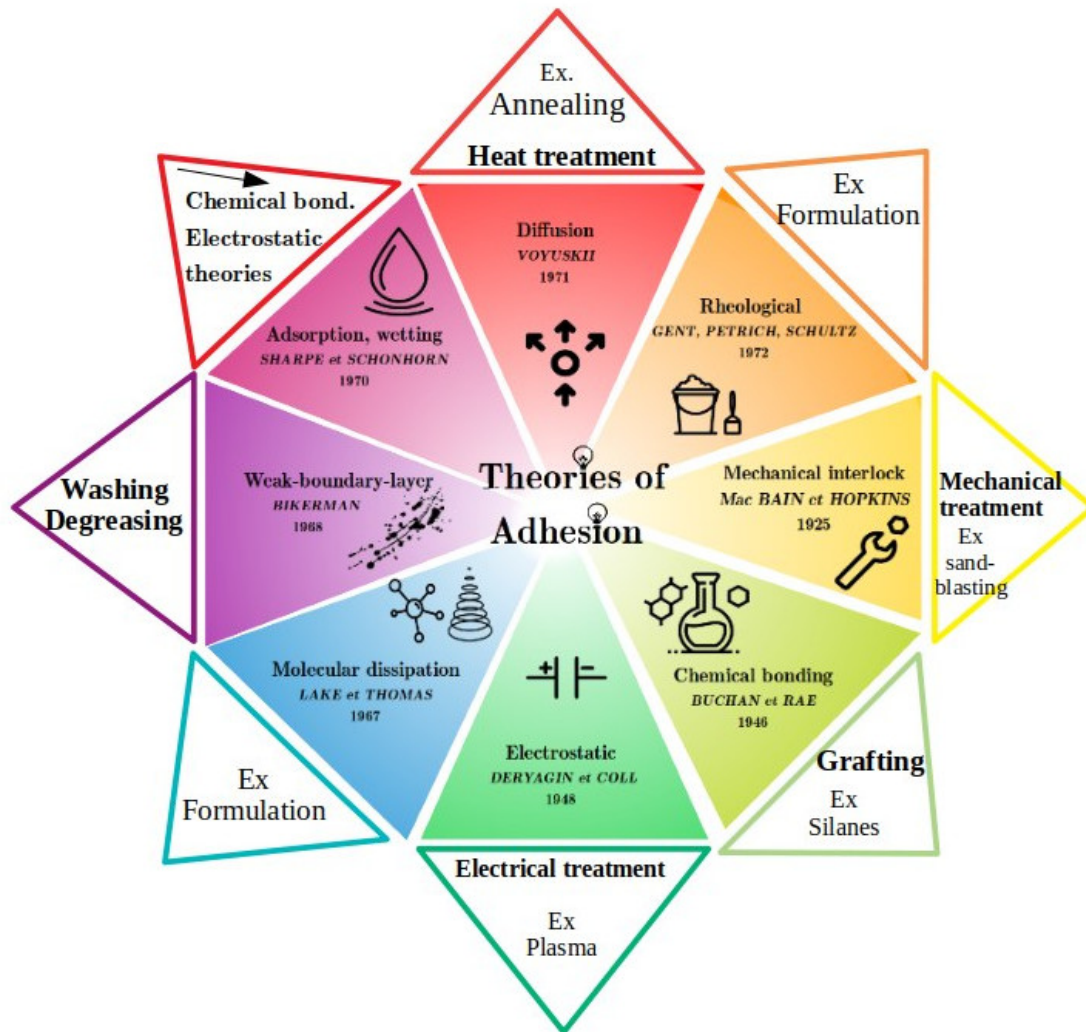 Ex.
Annealing
Heat treatment
Diffusion
VOYUSKII
1971
Ex
Formulation
Rheological
GENT, PETRICH, SCHULTZ
1972
Mechanical
treatment
Ex
sand-
blasting
Mechanical interlock
Mac BAIN et HOPKINS
1925
Grafting
Ex
Silanes
Chemical bonding
BUCHAN et RAE
1946
Electrical treatment
Ex
Plasma
Electrostatic
DERYAGIN et COLL
1948
Ex
Formulation
Molecular dissipation
LAKE et THOMAS
1967
Washing
Degreasing
Weak-boundary-layer
BIKERMAN
1968
Chemical bond.
Electrostatic
theories
Adsorption, wetting
SHARPE et SCHONHORN
1970
Theories of
Adhesion